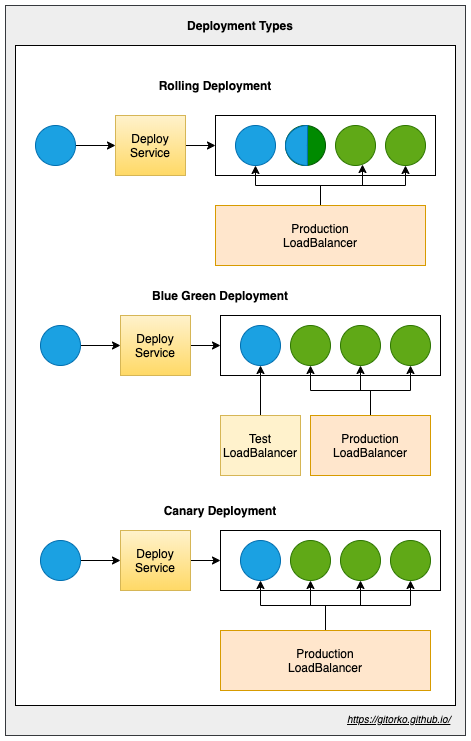 Deployment Types
Rolling Deployment
Deploy
Service
Production
LoadBalancer
Blue Green Deployment
Deploy
Service
Test
LoadBalancer
Production
LoadBalancer
Canary Deployment
Deploy
Service
Production
LoadBalancer
https://gitorko.github.io/